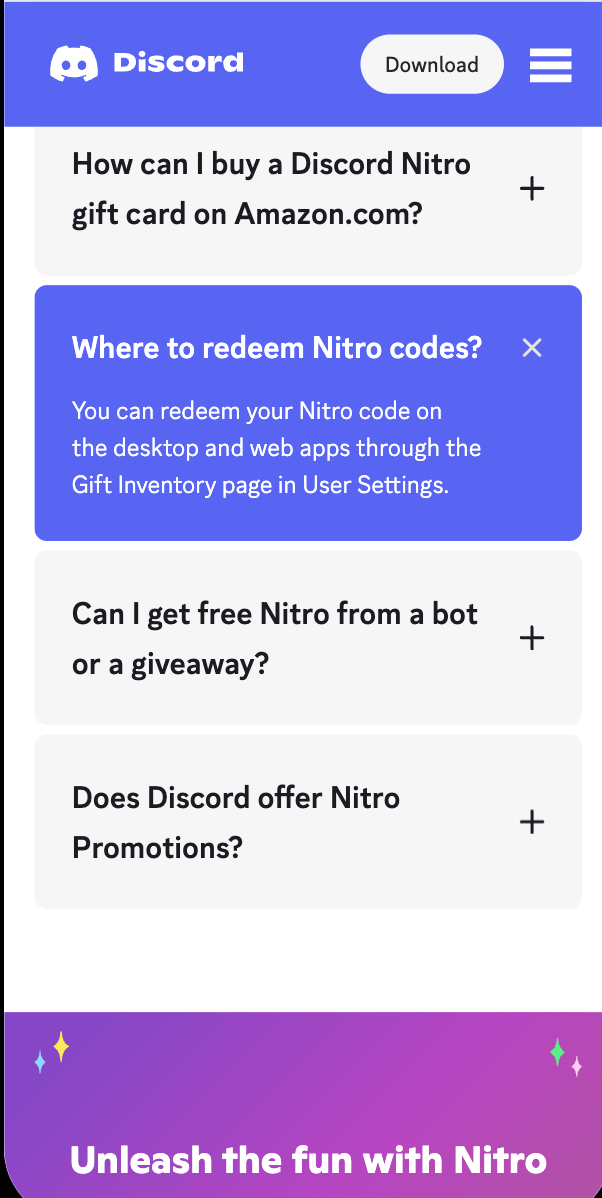 Discord
Download
How can I buy a Discord Nitro
gift card on Amazon.com?
Where to redeem Nitro codes?
You can redeem your Nitro code on
the desktop and web apps through the
Gift Inventory page in User Settings.
Can I get free Nitro from a bot
or a giveaway?
Does Discord offer Nitro
Promotions?
Unleash the fun with Nitro